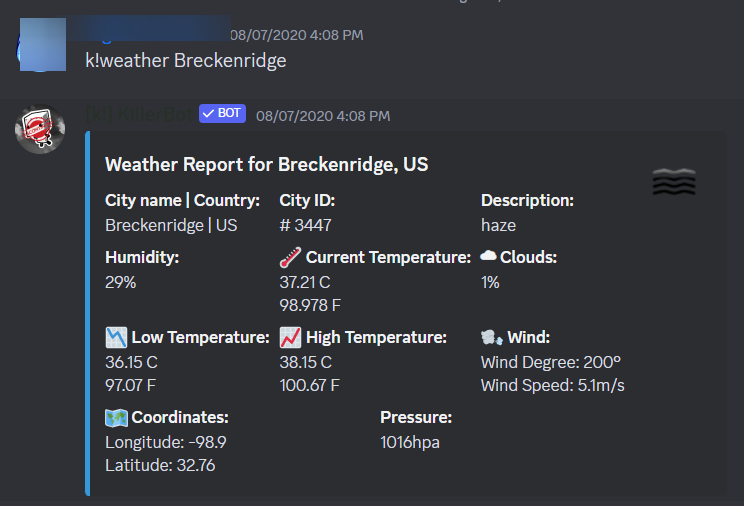 08/07/2020 4:08 PM
k!weather Breckenridge
[k!] KillerBot
BOT
08/07/2020 4:08 PM
Weather Report for Breckenridge, US
City name | Country:
City ID:
Description:
Breckenridge | US
# 3447
haze
Humidity:
Current Temperature:
Clouds:
29%
37.21 C
1%
98.978 F
Low Temperature:
High Temperature:
Wind:
36.15 C
38.15 C
Wind Degree: 200º
97.07 F
100.67 F
Wind Speed: 5.1m/s
Coordinates:
Pressure:
Longitude: -98.9
1016hpa
Latitude: 32.76